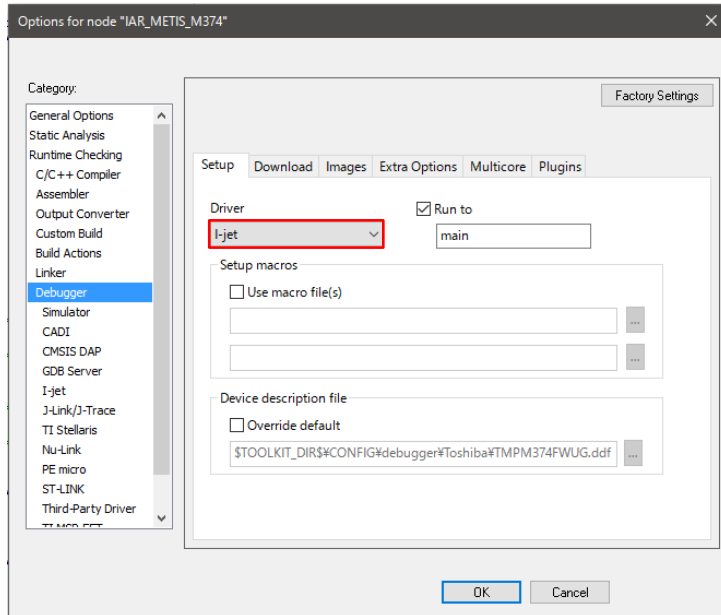 Options for node "IAR_METIS_M374"
Category:
General Options
Static Analysis
Runtime Checking
C/C++ Compiler
Assembler
Output Converter
Custom Build
Build Actions
Linker
Debugger
Simulator
CADI
CMSIS DAP
GDB Server
I-jet
J-Link/J-Trace
TI Stellaris
Nu-Link
PE micro
ST-LINK
Third-Party Driver
TI MSP-FET
Factory Settings
Setup Download Images Extra Options Multicore Plugins
Driver
I-jet
Run to
main
Setup macros
Use macro file(s)
...
...
Device description file
Override default
$TOOLKIT_DIR$¥CONFIG¥debugger¥Toshiba¥TMPM374FWUG.ddf
...
OK Cancel